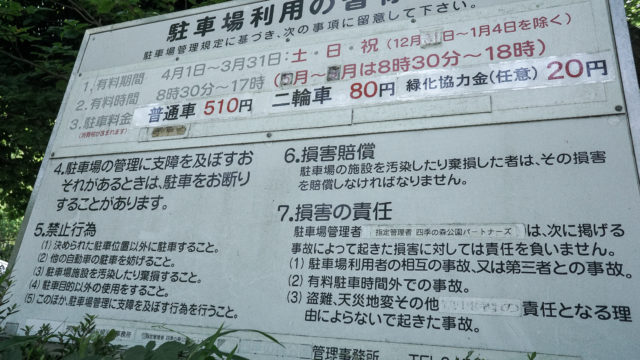 駐車場利用の皆
駐車場管理規定に基づき、次の事項に留意して下さい。
1.有料期間 4月1日～3月31日:土・日・祝(12月 日～1月4日を除く)
2.有料時間 8時30分～17時( 月～ 月は8時30分～18時)
3.駐車料金 普通車 510円 二輪車 80円 緑化協力金(任意) 20円
(消費税が含まれます)
4.駐車場の管理に支障を及ぼすお
それがあるときは、駐車をお断り
することがあります。
5.禁止行為
(1)決められた駐車位置以外に駐車すること。
(2)他の自動車の駐車を妨げること。
(3)駐車場施設を汚染したり棄損すること。
(4)駐車目的以外の使用をすること。
(5)このほか、駐車場管理に支障を及ぼす行為を行うこと。
6.損害賠償
駐車場の施設を汚染したり棄損した者は、その損害
を賠償しなければなりません。
7.損害の責任
駐車場管理者 指定管理者 四季の森公園パートナーズ は、次に掲げる
事故によって起きた損害に対しては責任を負いません。
(1)駐車場利用者の相互の事故、又は第三者との事故。
(2)有料駐車時間外での事故。
(3)盗難、天災地変その他 責任となる理
由によらないで起きた事故。
管理事務所 TEL